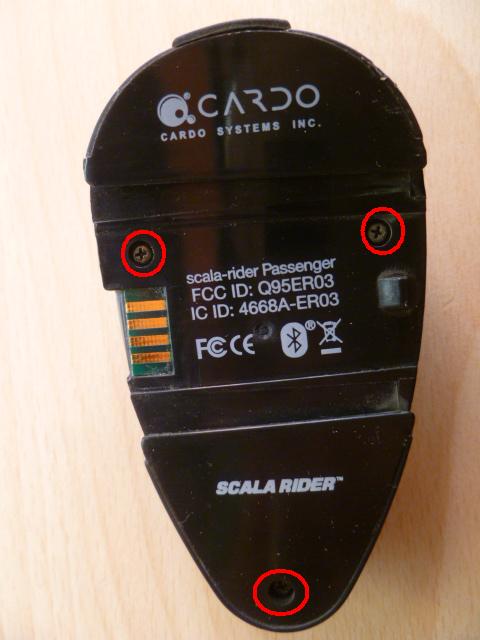 CARDO
CARDO SYSTEMS INC.
scala-rider Passenger
FCC ID: Q95ER03
IC ID: 4668A-ER03
FC CE ®
SCALA RIDER™